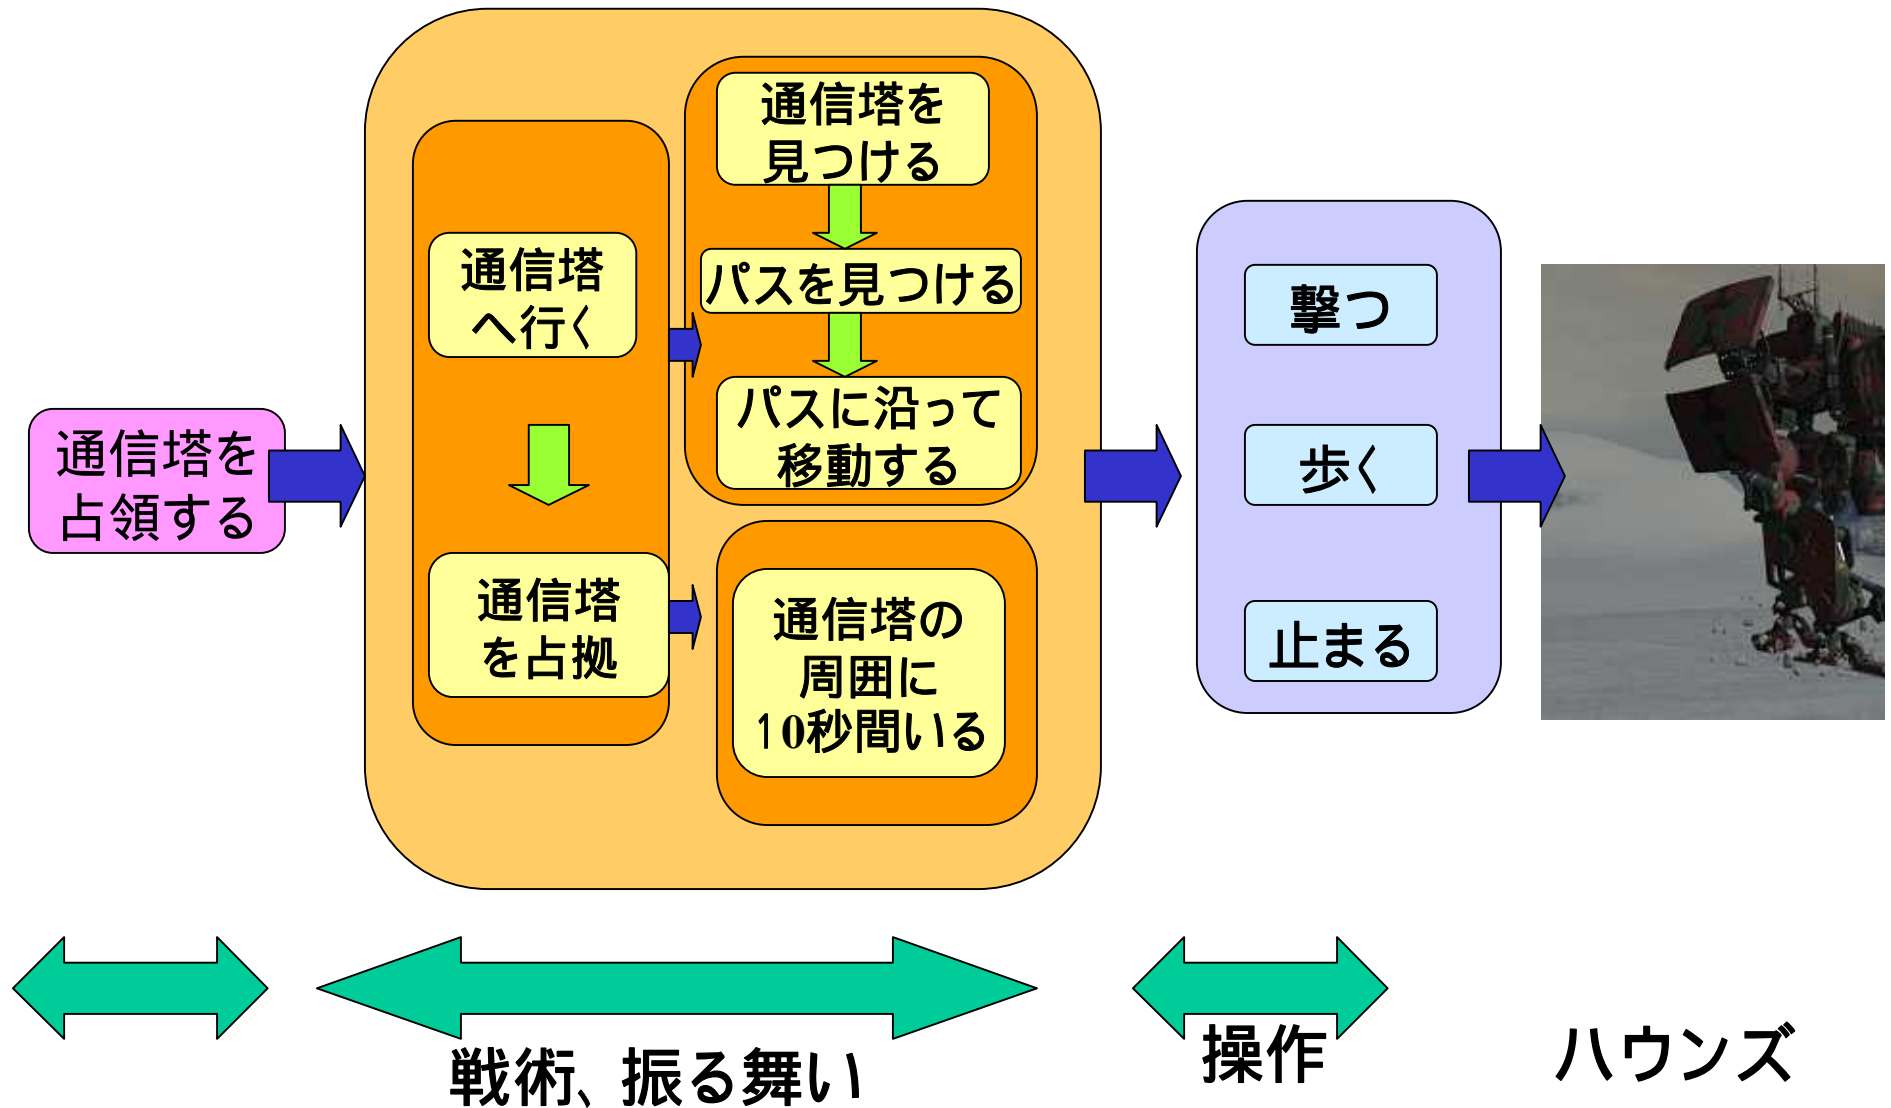 通信塔を
占領する
通信塔
へ行く
通信塔
を占拠
通信塔を
見つける
パスを見つける
パスに沿って
移動する
通信塔の
周囲に
10秒間いる
撃つ
歩く
止まる
戦術、振る舞い
操作
ハウンズ